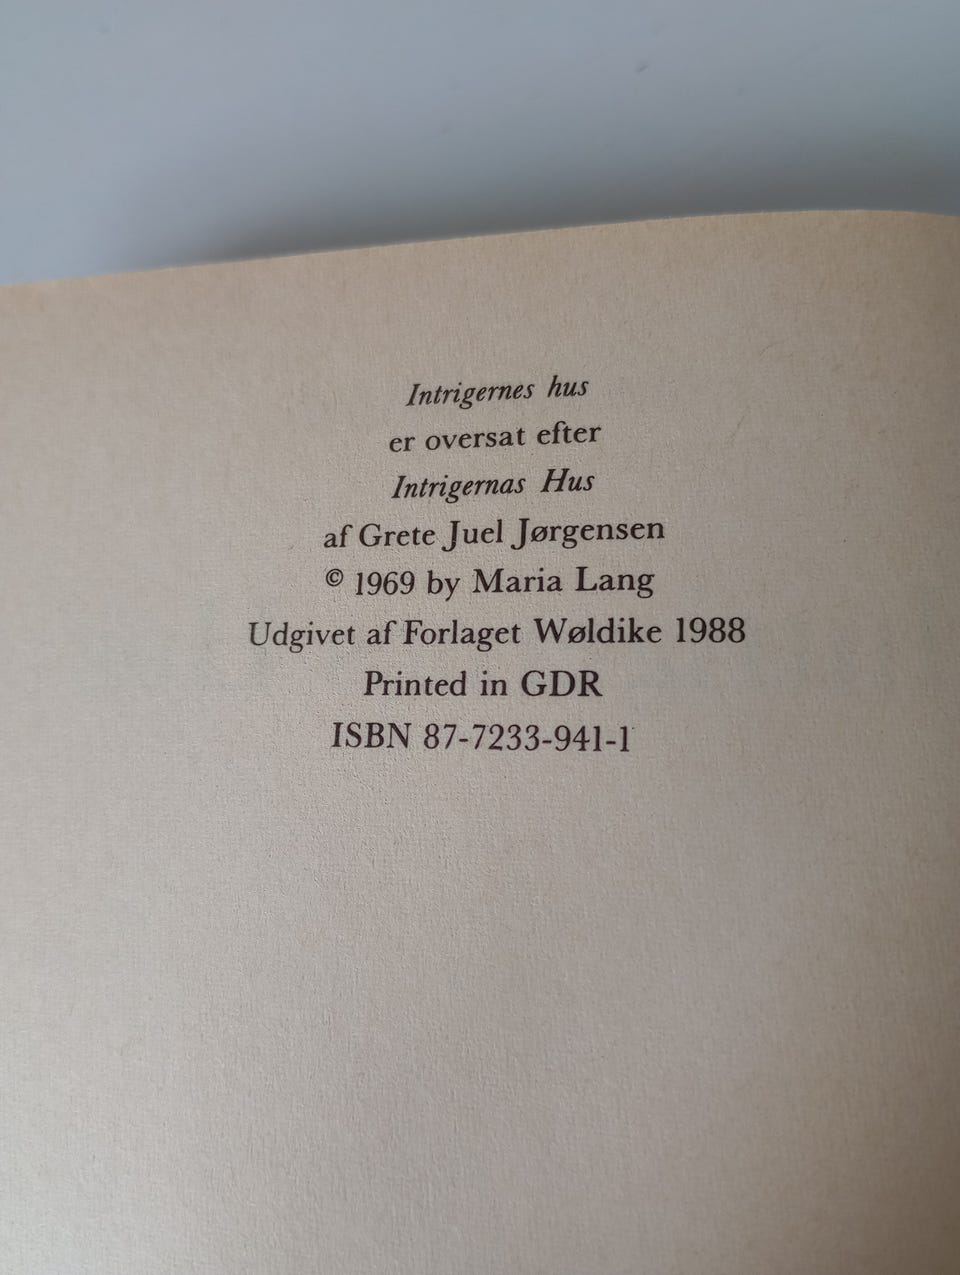 Intrigernes hus
er oversat efter
Intrigernas Hus
af Grete Juel Jørgensen
© 1969 by Maria Lang
Udgivet af Forlaget Wøldike 1988
Printed in GDR
ISBN 87-7233-941-1